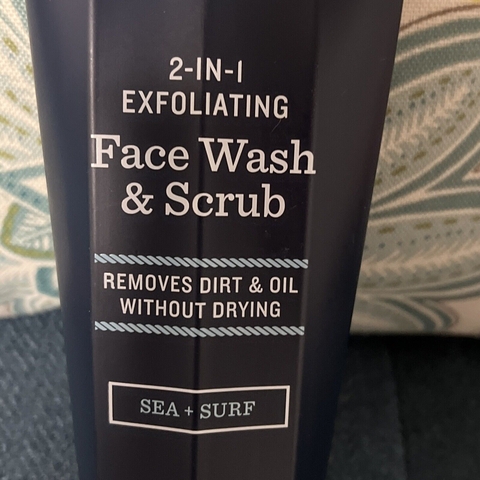 2-IN-1
EXFOLIATING
Face Wash
& Scrub
REMOVES DIRT & OIL
WITHOUT DRYING
SEA + SURF